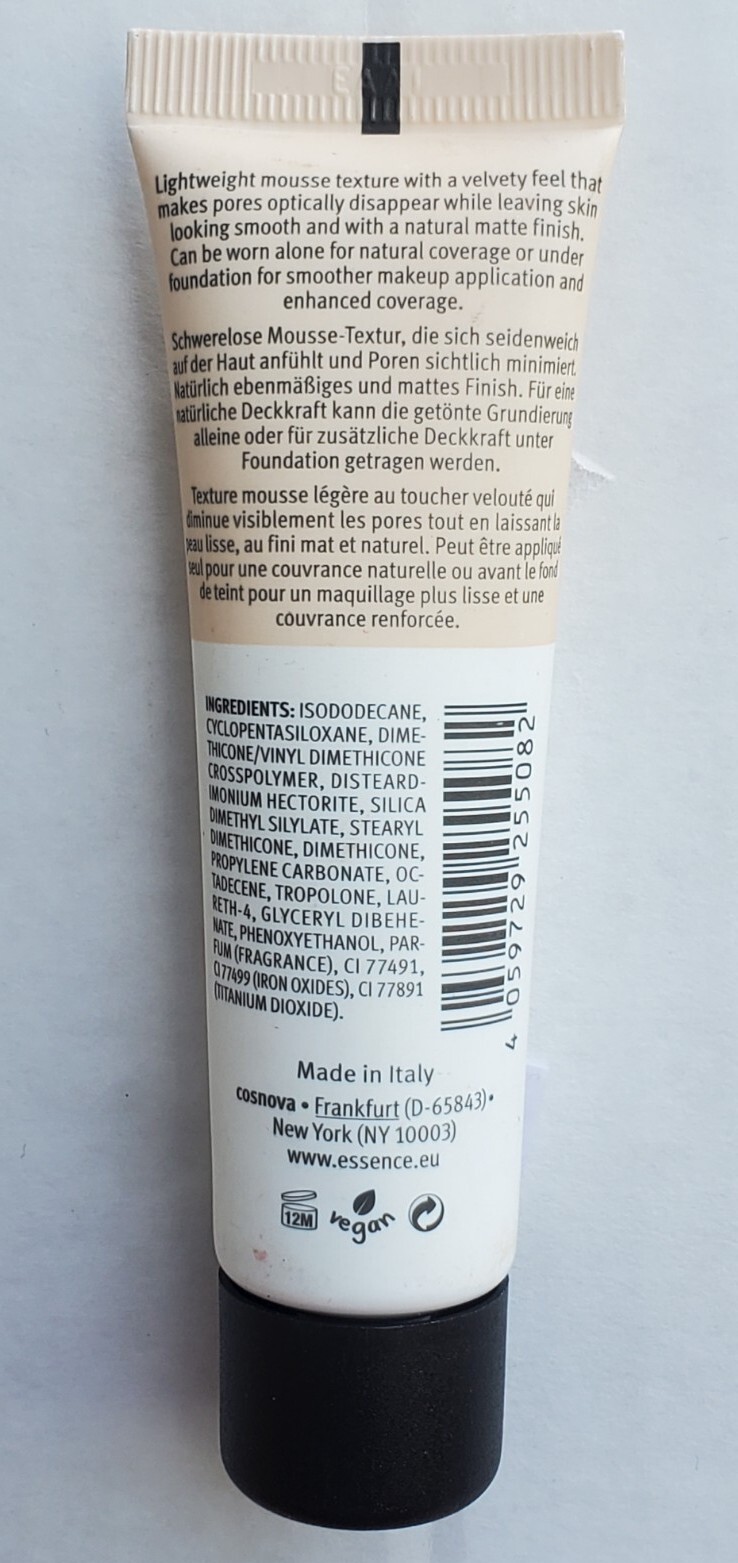 Lightweight mousse texture with a velvety feel that
makes pores optically disappear while leaving skin
looking smooth and with a natural matte finish.
Can be worn alone for natural coverage or under
foundation for smoother makeup application and
enhanced coverage.
Schwerelose Mousse-Textur, die sich seidenweich
auf der Haut anfühlt und Poren sichtlich minimiert.
Natürlich ebenmäßiges und mattes Finish. Für eine
natürliche Deckkraft kann die getönte Grundierung
alleine oder für zusätzliche Deckkraft unter
Foundation getragen werden.
Texture mousse légère au toucher velouté qui
diminue visiblement les pores tout en laissant la
peau lisse, au fini mat et naturel. Peut être appliqué
seul pour une couvrance naturelle ou avant le fond
de teint pour un maquillage plus lisse et une
couvrance renforcée.
INGREDIENTS: ISODODECANE,
CYCLOPENTASILOXANE, DIME-
THICONE/VINYL DIMETHICONE
CROSSPOLYMER, DISTEARD-
IMONIUM HECTORITE, SILICA
DIMETHYL SILYLATE, STEARYL
DIMETHICONE, DIMETHICONE,
PROPYLENE CARBONATE, OC-
TADECENE, TROPOLONE, LAU-
RETH-4, GLYCERYL DIBEHE-
NATE, PHENOXYETHANOL, PAR-
FUM (FRAGRANCE), CI 77491,
CI 77499 (IRON OXIDES), CI 77891
(TITANIUM DIOXIDE).
4 059729 255082
Made in Italy
cosnova • Frankfurt (D-65843)•
New York (NY 10003)
www.essence.eu
12M vegan